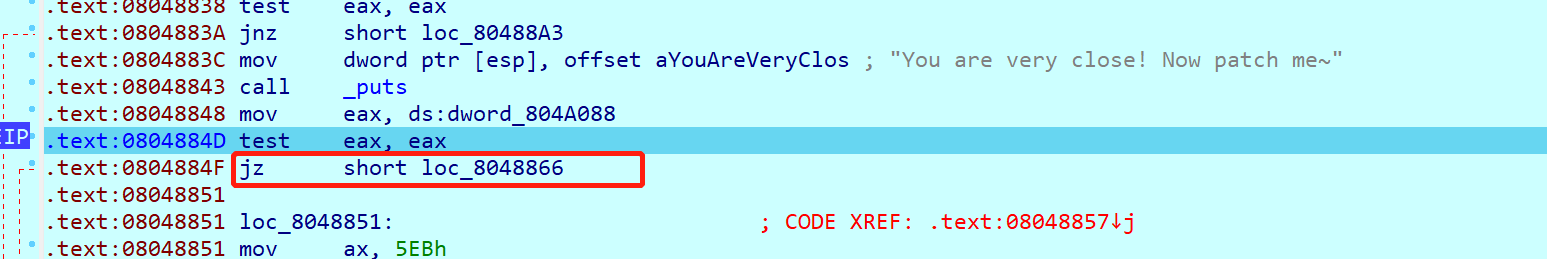 .text:08048838 test eax, eax
.text:0804883A jnz short loc_80488A3
.text:0804883C mov dword ptr [esp], offset aYouAreVeryClos ; "You are very close! Now patch me~"
.text:08048843 call _puts
.text:08048848 mov eax, ds:dword_804A088
EIP .text:0804884D test eax, eax
.text:0804884F jz short loc_8048866
.text:08048851
.text:08048851 loc_8048851: ; CODE XREF: .text:08048857↓j
.text:08048851 mov ax, 5EBh